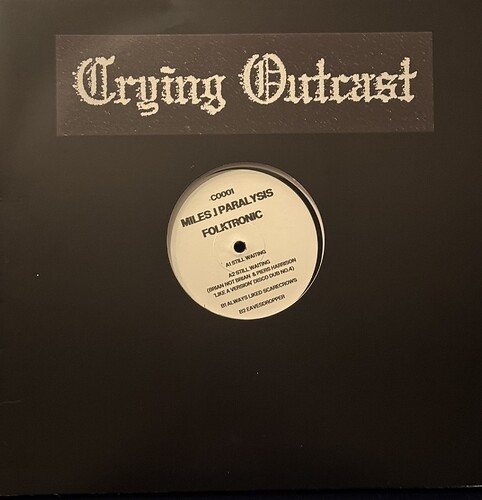 Crying Outcast
CO001
MILES J PARALYSIS
FOLKTRONIC
A1 STILL WAITING
A2 STILL WAITING
(BRIAN NOT BRIAN & PIERS HARRISON
'LIKE A VERSION' DISCO DUB NO.4)
B1 ALWAYS LIKED SCARECROWS
B2 EAVESDROPPER